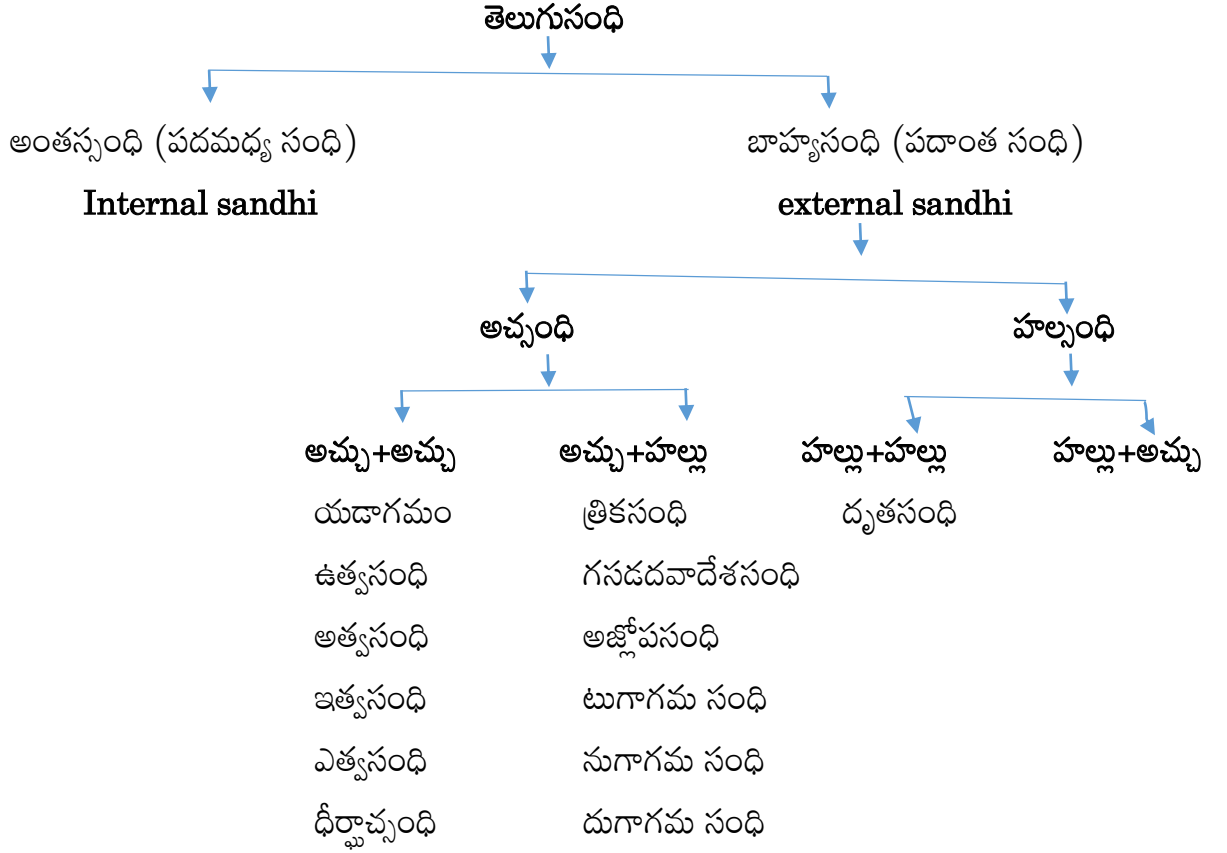 తెలుగుసంధి
అంతస్సంధి (పదమధ్య సంధి) బాహ్యసంధి (పదాంత సంధి)
Internal sandhi external sandhi
అచ్సంధి హల్సంధి
అచ్చు+అచ్చు అచ్చు+హల్లు హల్లు+హల్లు హల్లు+అచ్చు
యడాగమం త్రికసంధి దృతసంధి
ఉత్వసంధి గసడదవాదేశసంధి
అత్వసంధి అజ్లోపసంధి
ఇత్వసంధి టుగాగమ సంధి
ఎత్వసంధి నుగాగమ సంధి
ధీర్ఘాచ్సంధి దుగాగమ సంధి